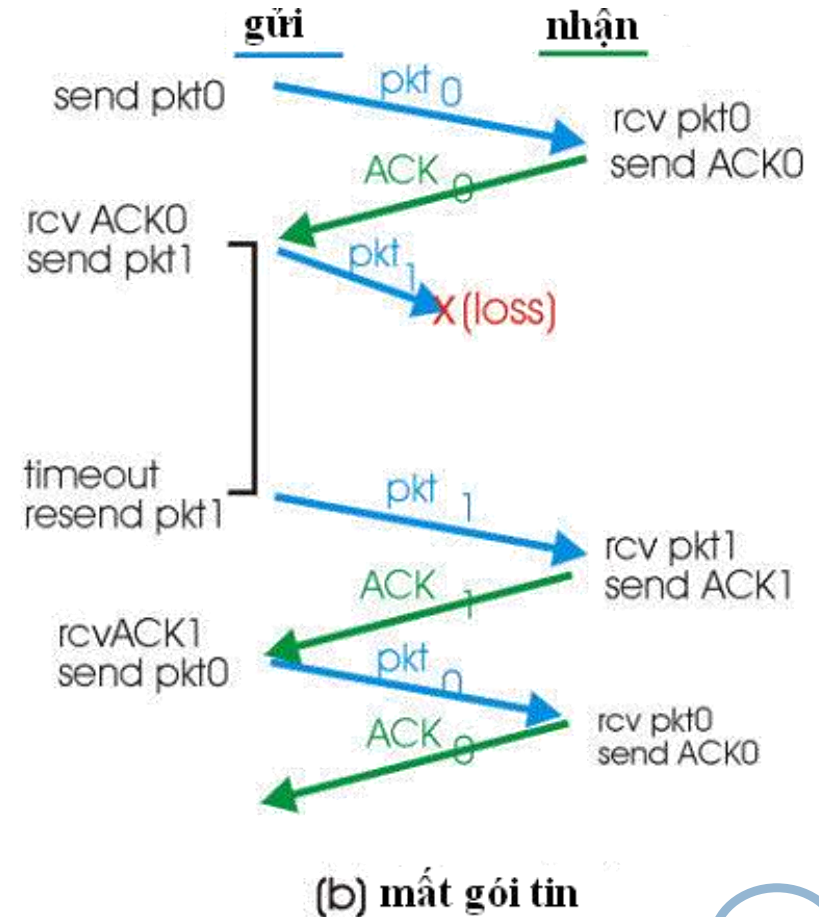 gửi
nhận
send pkt0
pkt 0
rcv pkt0
send ACK0
ACK 0
rcv ACK0
send pkt1
pkt 1
X (loss)
timeout
resend pkt1
pkt 1
rcv pkt1
send ACK1
ACK 1
rcvACK1
send pkt0
pkt 0
rcv pkt0
send ACK0
ACK 0
(b) mất gói tin